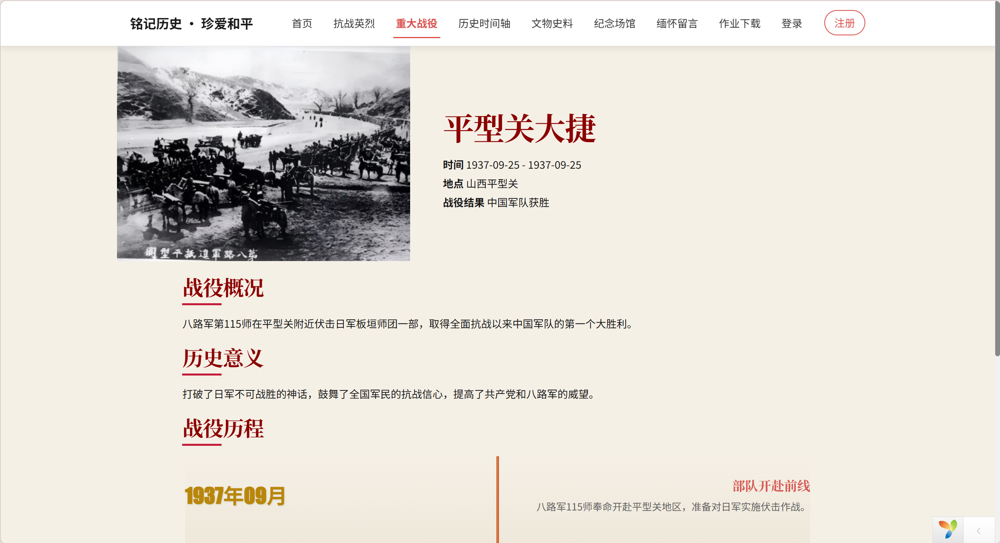 铭记历史 · 珍爱和平
首页 抗战英烈 重大战役 历史时间轴 文物史料 纪念场馆 缅怀留言 作业下载 登录 注册
第八路軍進抵平型關
平型关大捷
时间 1937-09-25 - 1937-09-25
地点 山西平型关
战役结果 中国军队获胜
战役概况
八路军第115师在平型关附近伏击日军板垣师团一部，取得全面抗战以来中国军队的第一个大胜利。
历史意义
打破了日军不可战胜的神话，鼓舞了全国军民的抗战信心，提高了共产党和八路军的威望。
战役历程
1937年09月
部队开赴前线
八路军115师奉命开赴平型关地区，准备对日军实施伏击作战。